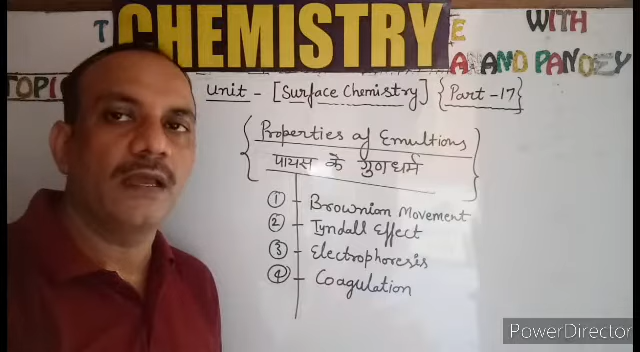 T CHEMISTRY E WITH
TOPI ANAND PANDEY
Unit - [Surface Chemistry] {Part-17}
{Properties of Emultions}
पायस के गुणधर्म
① - Brownian Movement
② - Tyndall Effect
③ - Electrophoresis
④ - Coagulation
PowerDirector